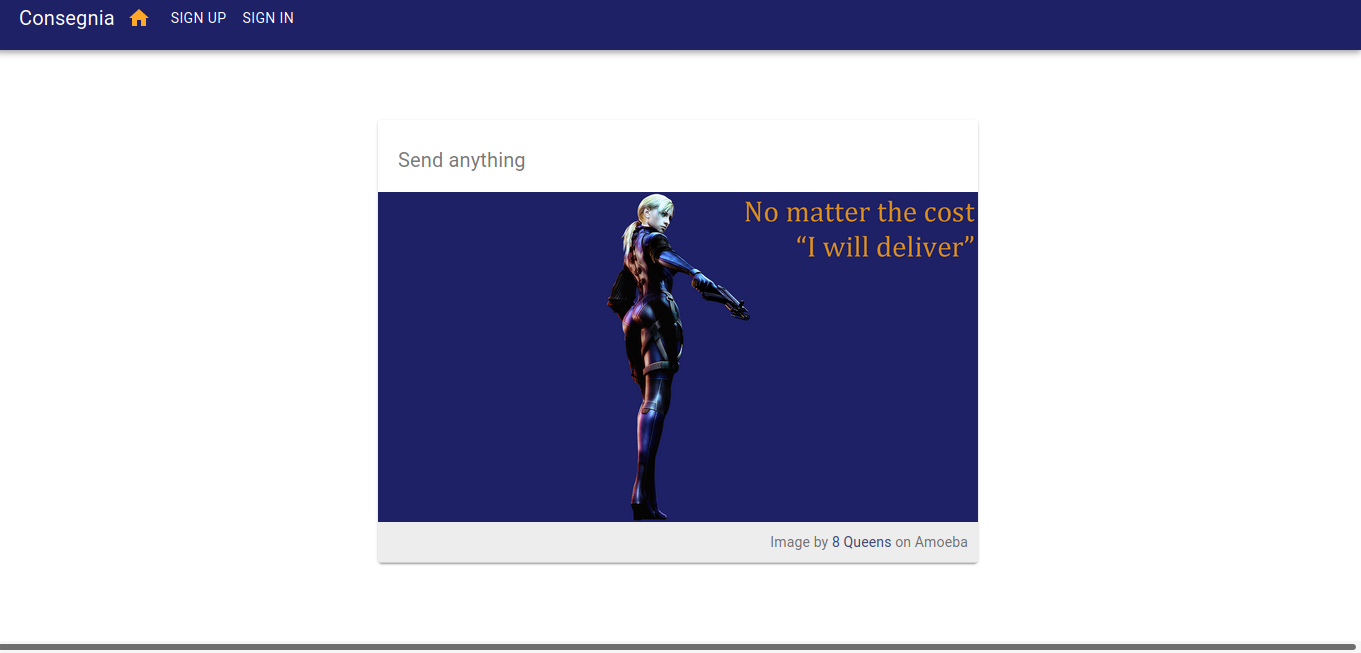 Consegnia SIGN UP SIGN IN
Send anything
No matter the cost
“I will deliver”
Image by 8 Queens on Amoeba